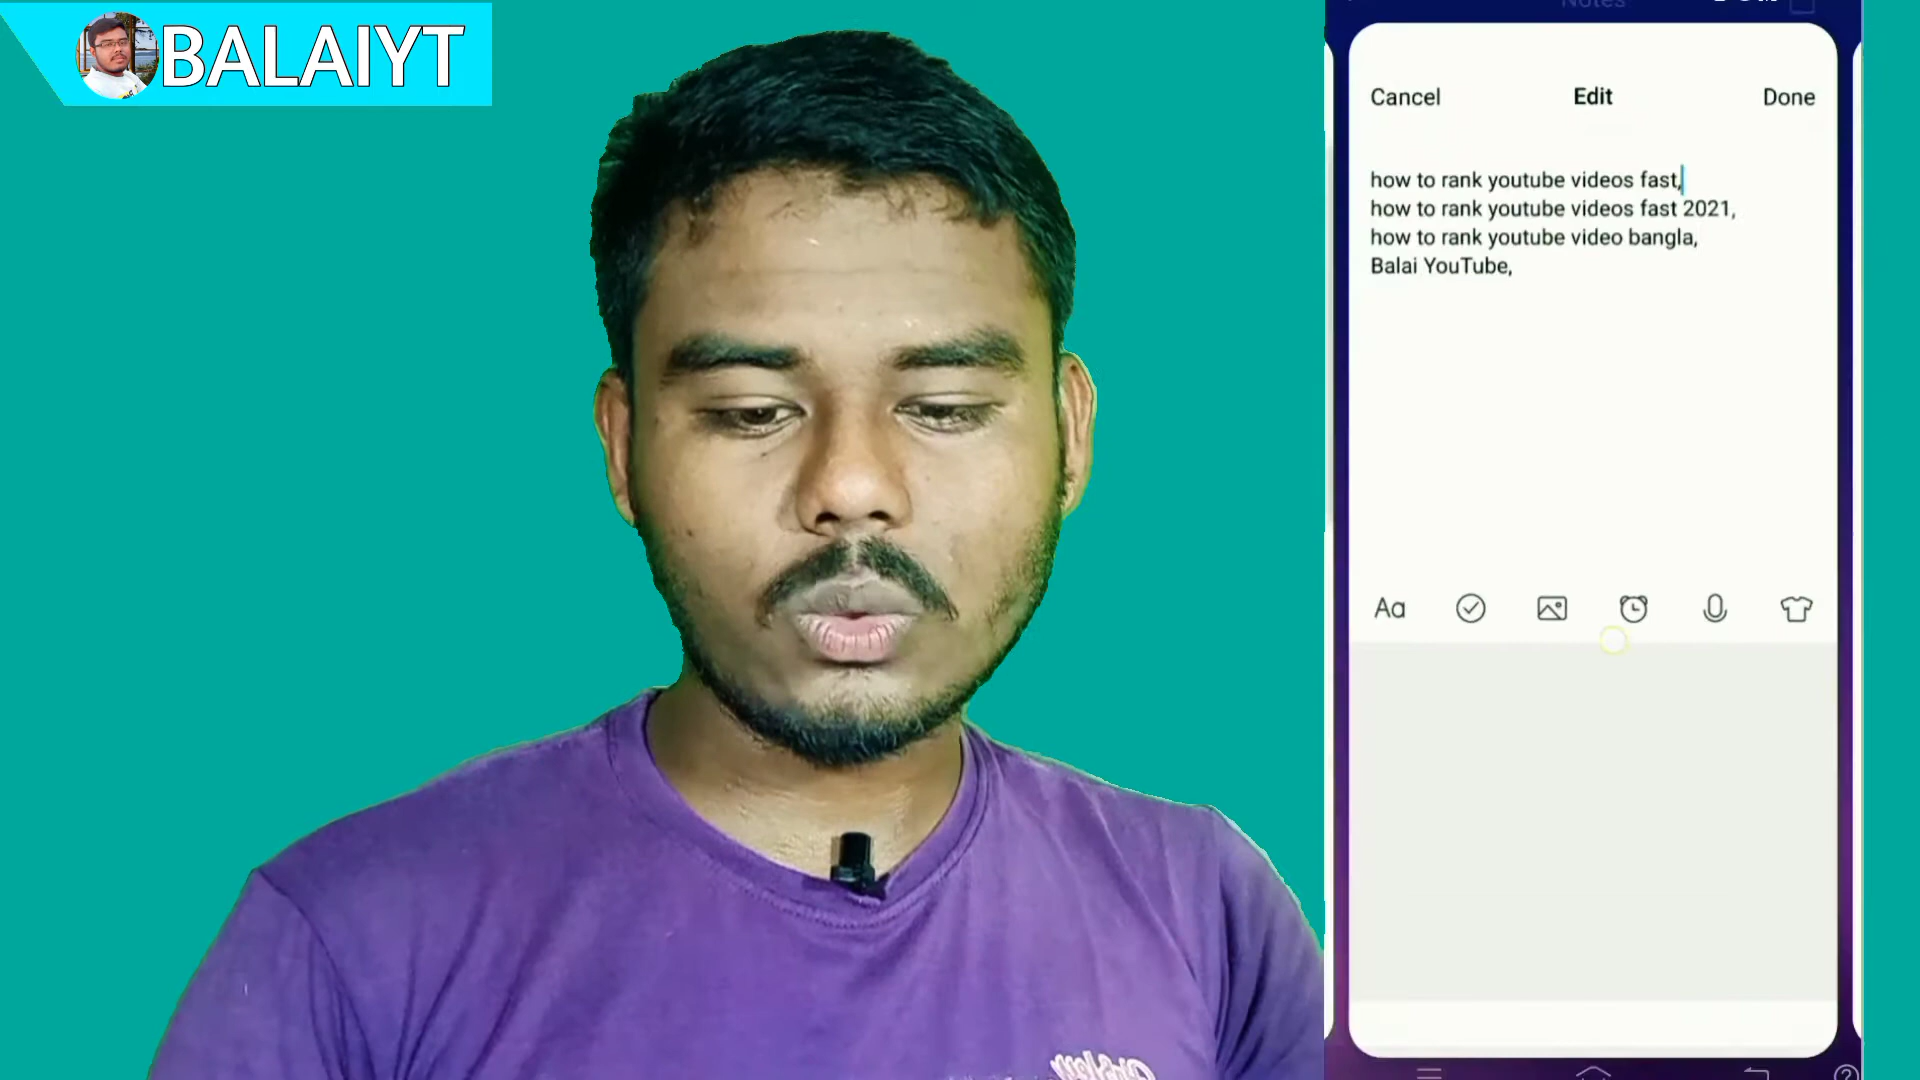 BALAIYT
Notes
Cancel Edit Done
how to rank youtube videos fast,
how to rank youtube videos fast 2021,
how to rank youtube video bangla,
Balai YouTube,
Aa